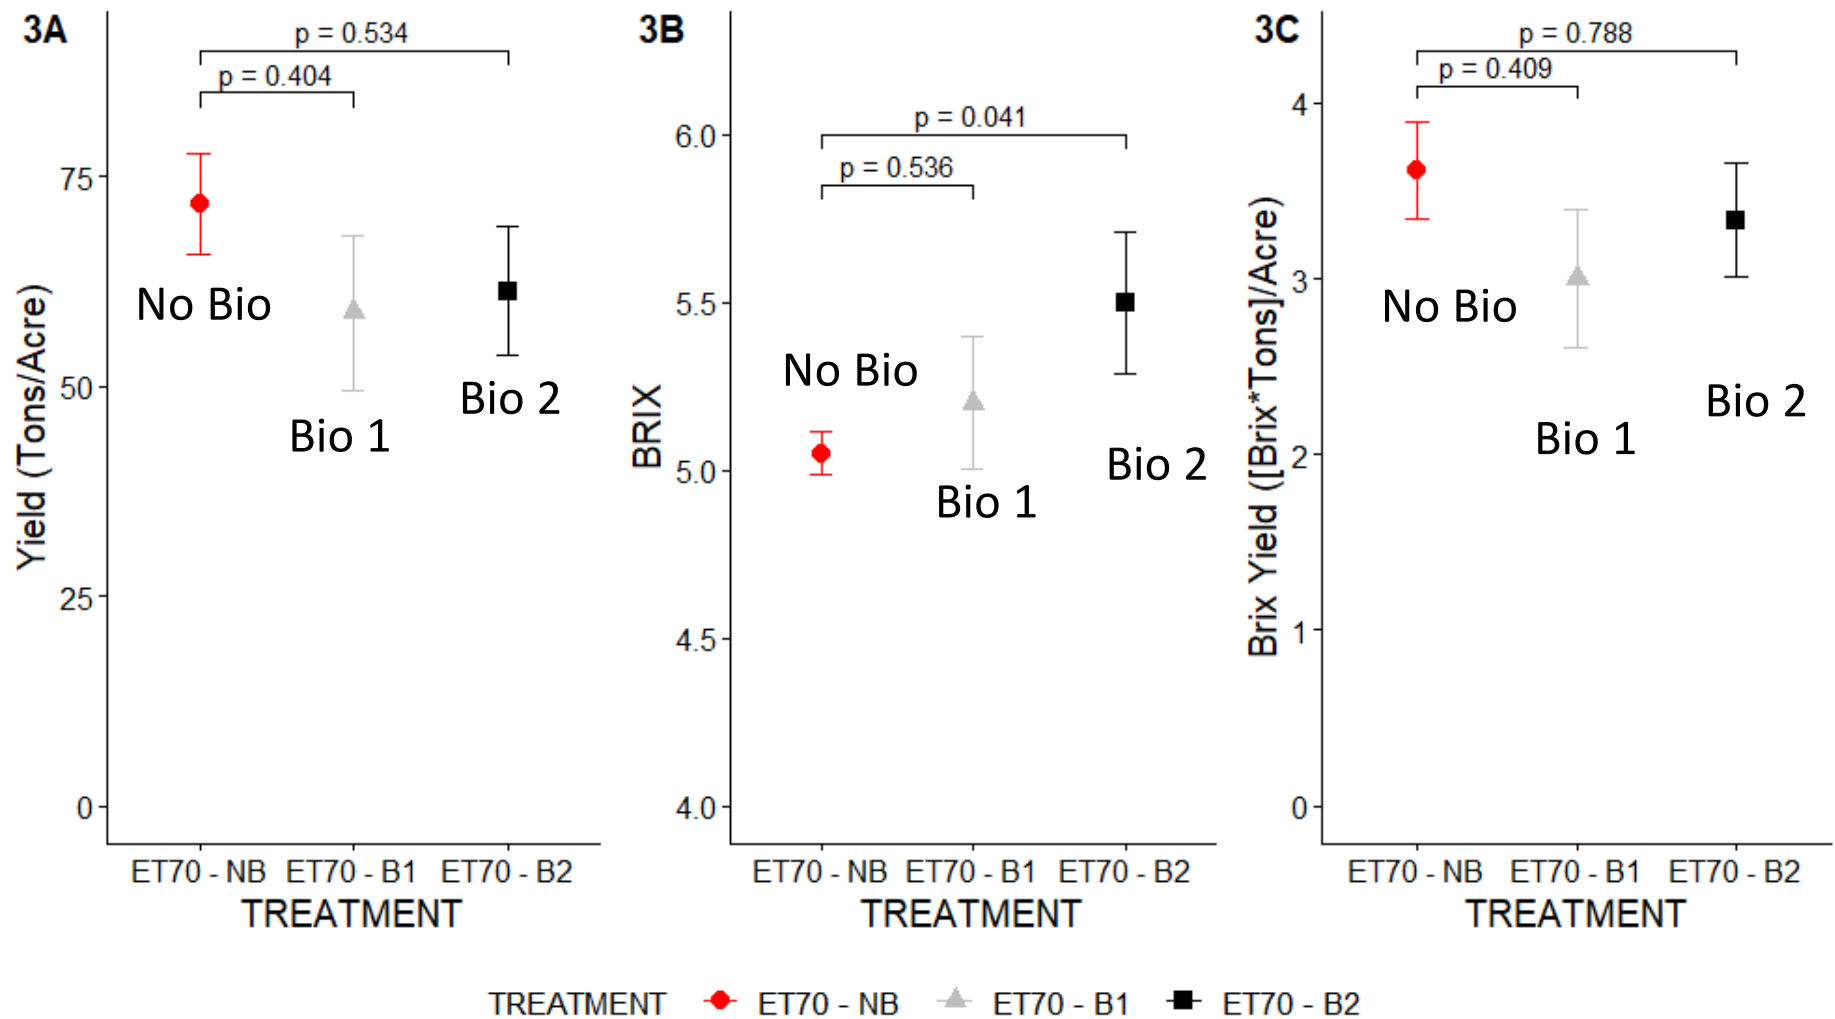 3A
p = 0.534
p = 0.404
75
50
25
0
Yield (Tons/Acre)
No Bio
Bio 1
Bio 2
ET70 - NB ET70 - B1 ET70 - B2
TREATMENT
3B
p = 0.041
p = 0.536
6.0
5.5
5.0
4.5
4.0
BRIX
No Bio
Bio 1
Bio 2
ET70 - NB ET70 - B1 ET70 - B2
TREATMENT
3C
p = 0.788
p = 0.409
4
3
2
1
0
Brix Yield ([Brix*Tons]/Acre)
No Bio
Bio 1
Bio 2
ET70 - NB ET70 - B1 ET70 - B2
TREATMENT
TREATMENT ET70 - NB ET70 - B1 ET70 - B2